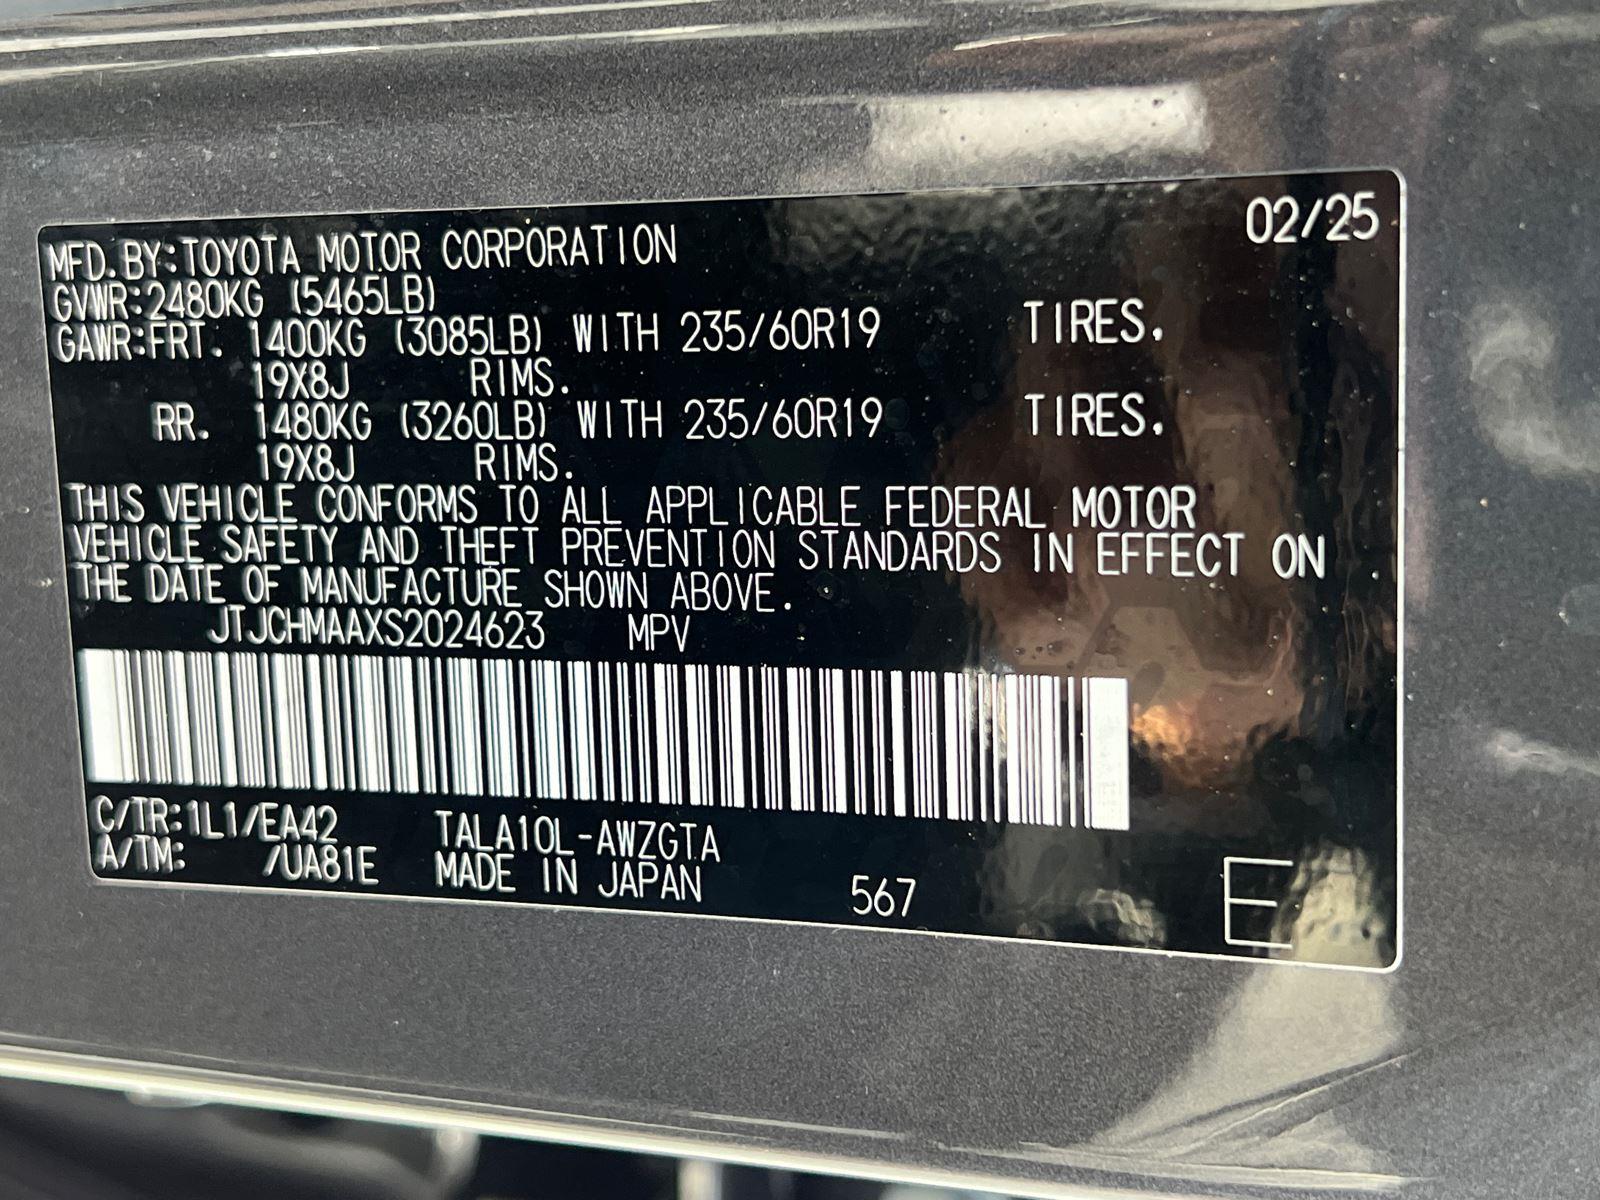 02/25
MFD. BY:TOYOTA MOTOR CORPORATION
GVWR:2480KG (5465LB)
GAWR:FRT. 1400KG (3085LB) WITH 235/60R19 TIRES.
19X8J RIMS.
RR. 1480KG (3260LB) WITH 235/60R19 TIRES.
19X8J RIMS.
THIS VEHICLE CONFORMS TO ALL APPLICABLE FEDERAL MOTOR
VEHICLE SAFETY AND THEFT PREVENTION STANDARDS IN EFFECT ON
THE DATE OF MANUFACTURE SHOWN ABOVE.
JTJCHMAAXS2024623 MPV
C/TR:1L1/EA42 TALA10L-AWZGTA
A/TM: /UA81E MADE IN JAPAN 567 E